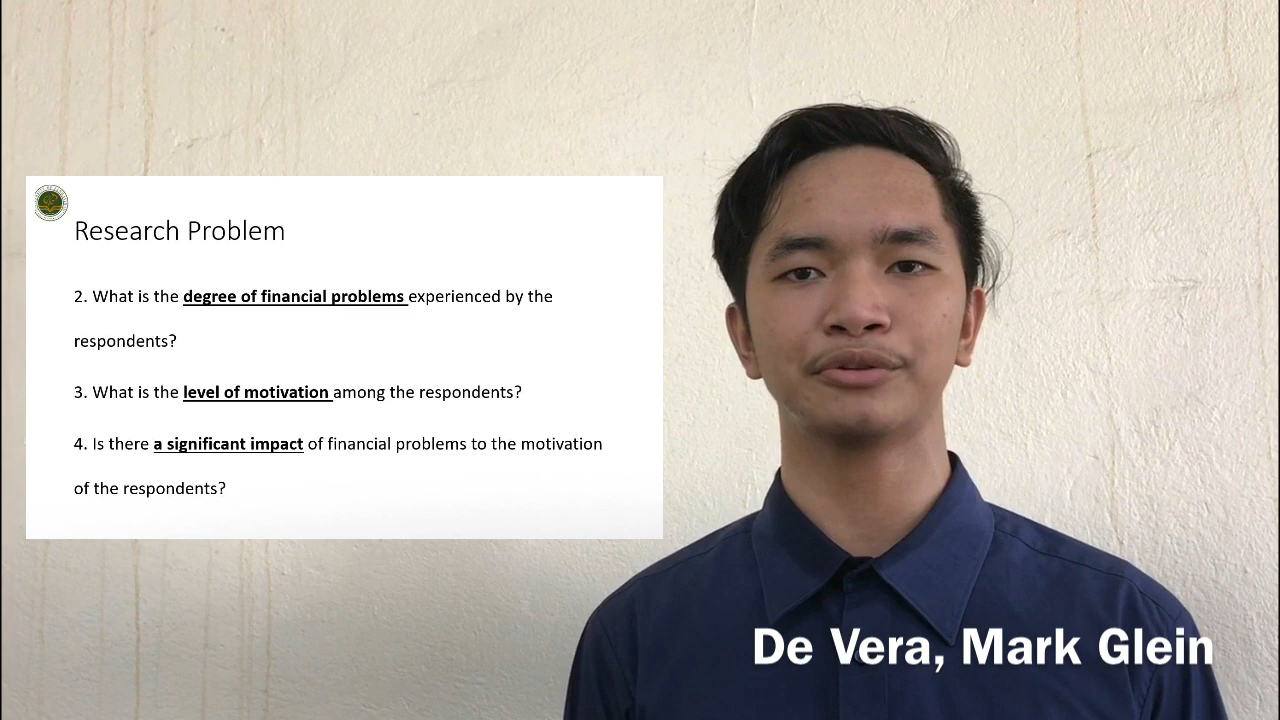 Research Problem
2. What is the degree of financial problems experienced by the
respondents?
3. What is the level of motivation among the respondents?
4. Is there a significant impact of financial problems to the motivation
of the respondents?
De Vera, Mark Glein